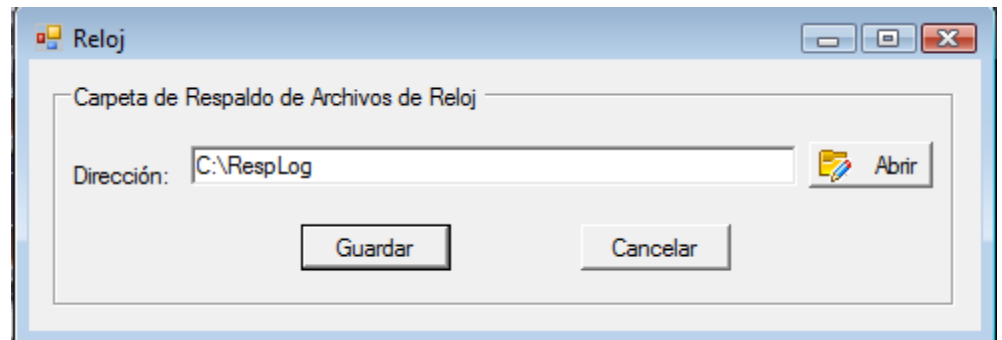 Reloj
Carpeta de Respaldo de Archivos de Reloj
Dirección: C:\RespLog Abrir
Guardar Cancelar